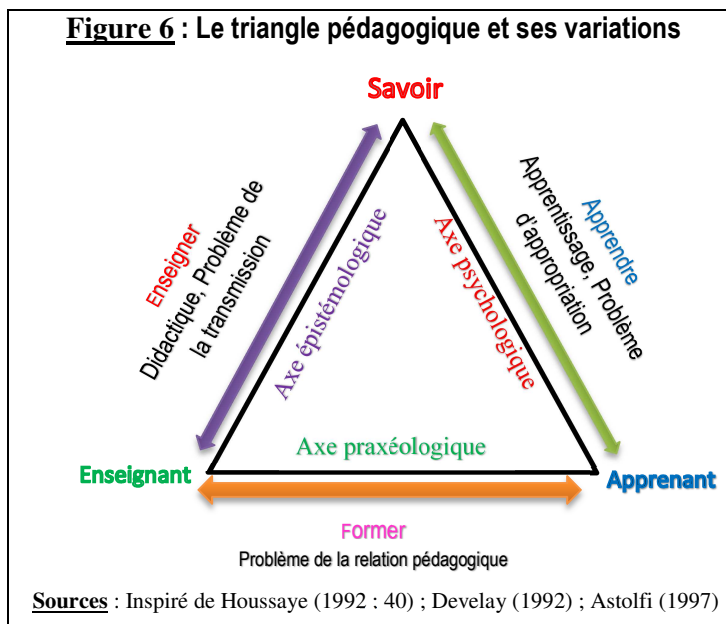 Figure 6 : Le triangle pédagogique et ses variations
Savoir
Enseigner
Didactique, Problème de
la transmission
Axe épistémologique
Axe psychologique
Apprendre
Apprentissage, Problème
d'appropriation
Axe praxéologique
Enseignant
Apprenant
Former
Problème de la relation pédagogique
Sources : Inspiré de Houssaye (1992 ; 40) ; Develay (1992) ; Astolfi (1997)